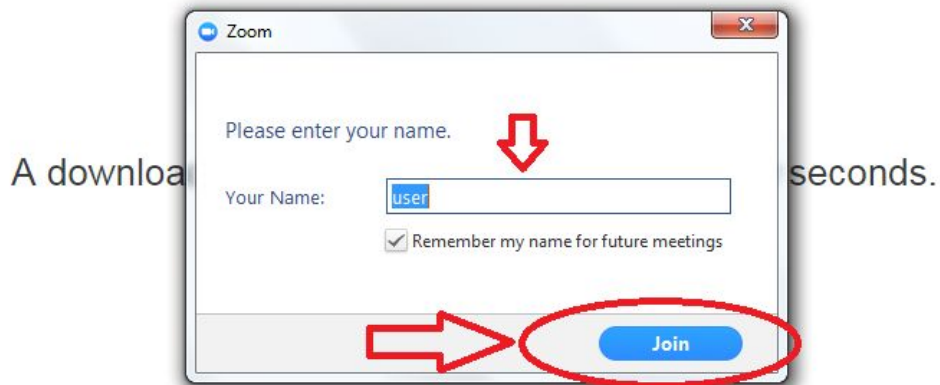 Zoom
Please enter your name.
A downloa
seconds.
Your Name: user
Remember my name for future meetings
Join